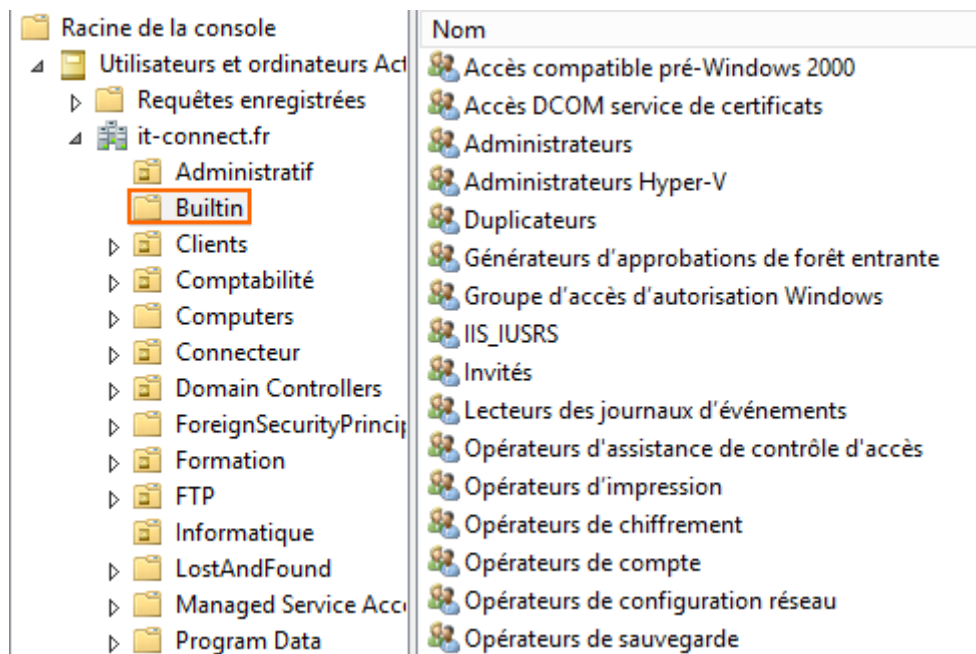 Racine de la console
Utilisateurs et ordinateurs Act
Requêtes enregistrées
it-connect.fr
Administratif
Builtin
Clients
Comptabilité
Computers
Connecteur
Domain Controllers
ForeignSecurityPrincip
Formation
FTP
Informatique
LostAndFound
Managed Service Acco
Program Data
Nom
Accès compatible pré-Windows 2000
Accès DCOM service de certificats
Administrateurs
Administrateurs Hyper-V
Duplicateurs
Générateurs d'approbations de forêt entrante
Groupe d'accès d'autorisation Windows
IIS_IUSRS
Invités
Lecteurs des journaux d'événements
Opérateurs d'assistance de contrôle d'accès
Opérateurs d'impression
Opérateurs de chiffrement
Opérateurs de compte
Opérateurs de configuration réseau
Opérateurs de sauvegarde